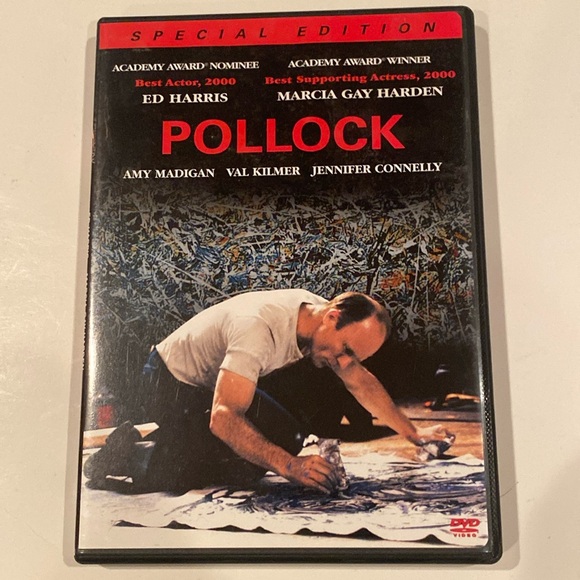 SPECIAL EDITION
ACADEMY AWARD® NOMINEE
Best Actor, 2000
ED HARRIS
ACADEMY AWARD® WINNER
Best Supporting Actress, 2000
MARCIA GAY HARDEN
POLLOCK
AMY MADIGAN VAL KILMER JENNIFER CONNELLY
DVD
VIDEO